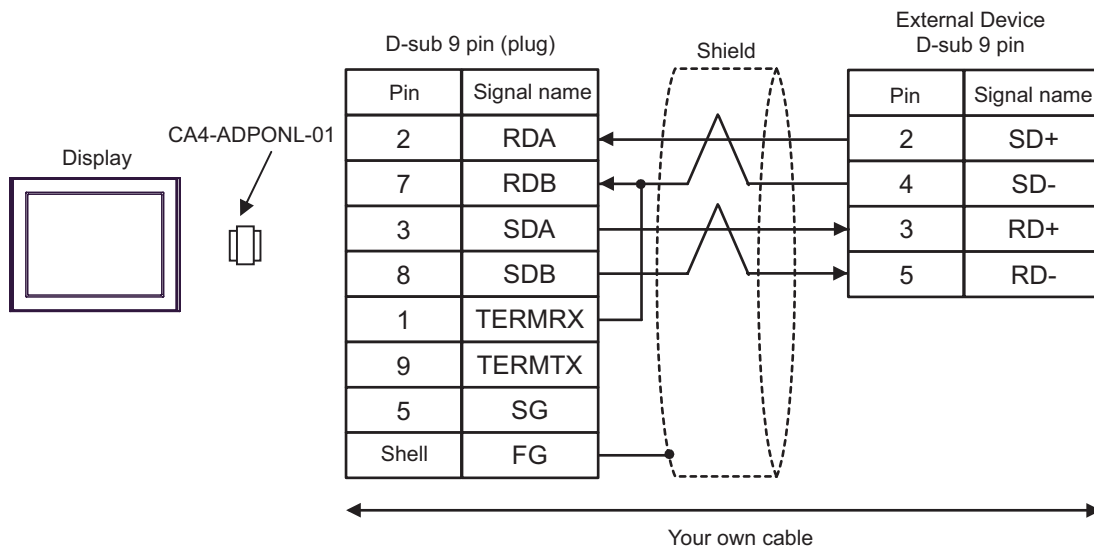 External Device
D-sub 9 pin (plug)
Shield
D-sub 9 pin
Pin Signal name
Pin Signal name
CA4-ADPONL-01
Display
2 RDA
2 SD+
7 RDB
4 SD-
3 SDA
3 RD+
8 SDB
5 RD-
1 TERMRX
9 TERMTX
5 SG
Shell FG
Your own cable